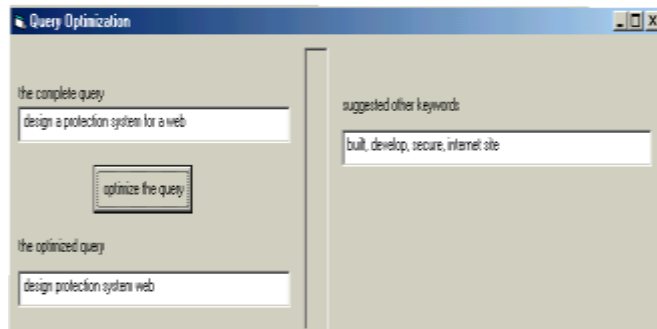 Query Optimization
the complete query
design a protection system for a web
optimize the query
the optimized query
design protection system web
suggested other keywords
built, develop, secure, internet site